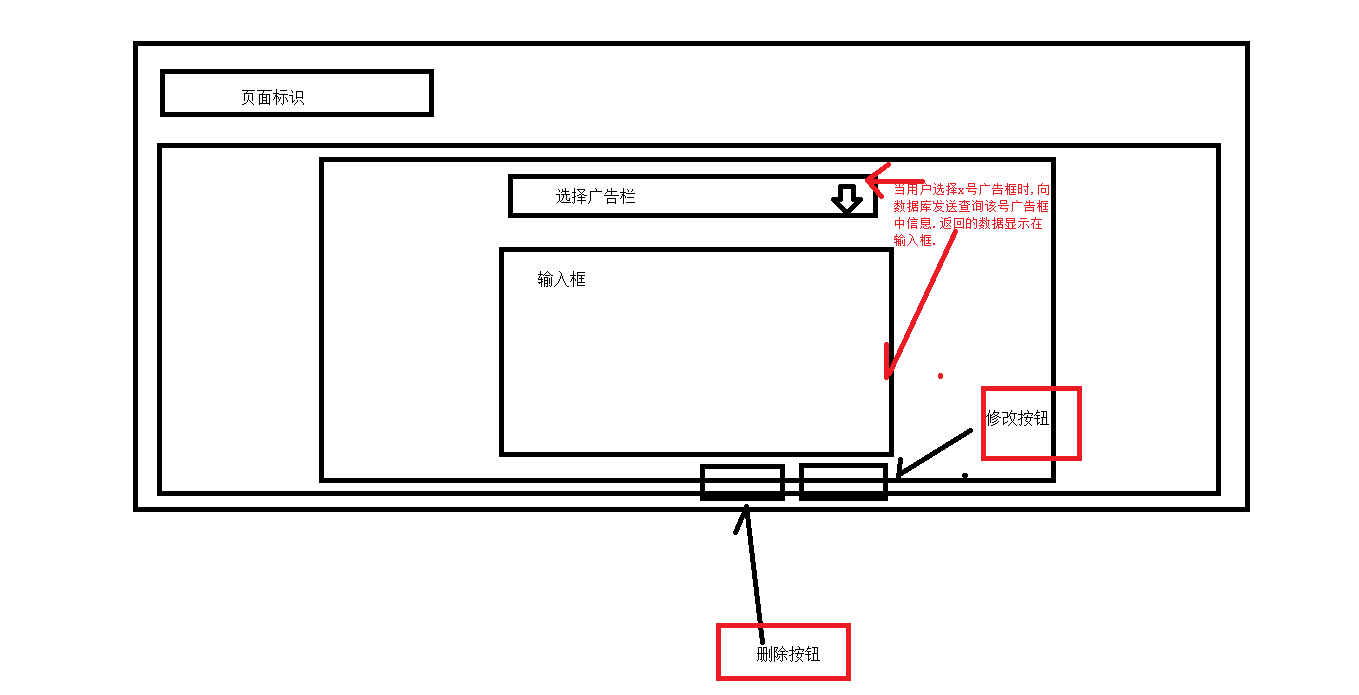 页面标识
选择广告栏
当用户选择x号广告框时,向
数据库发送查询该号广告框
中信息.返回的数据显示在
输入框.
输入框
修改按钮
删除按钮